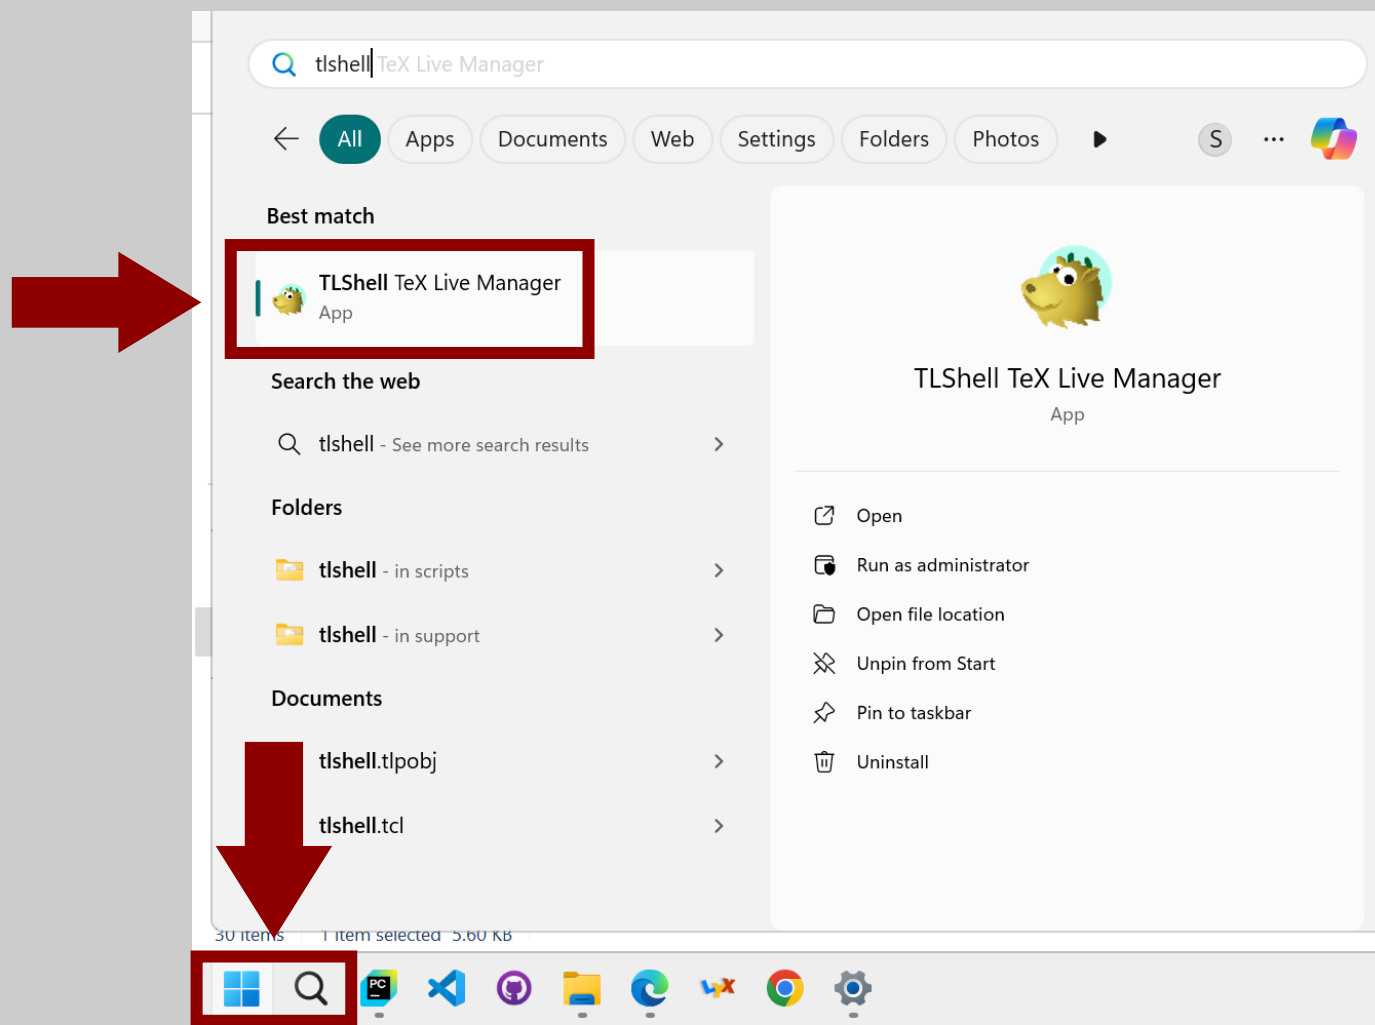 tlshell TeX Live Manager
All Apps Documents Web Settings Folders Photos S
Best match
TLShell TeX Live Manager
App
Search the web
tlshell - See more search results
Folders
tlshell - in scripts
tlshell - in support
Documents
tlshell.tlpobj
tlshell.tcl
TLShell TeX Live Manager
App
Open
Run as administrator
Open file location
Unpin from Start
Pin to taskbar
Uninstall
30 items 1 item selected 5.60 KB
PC